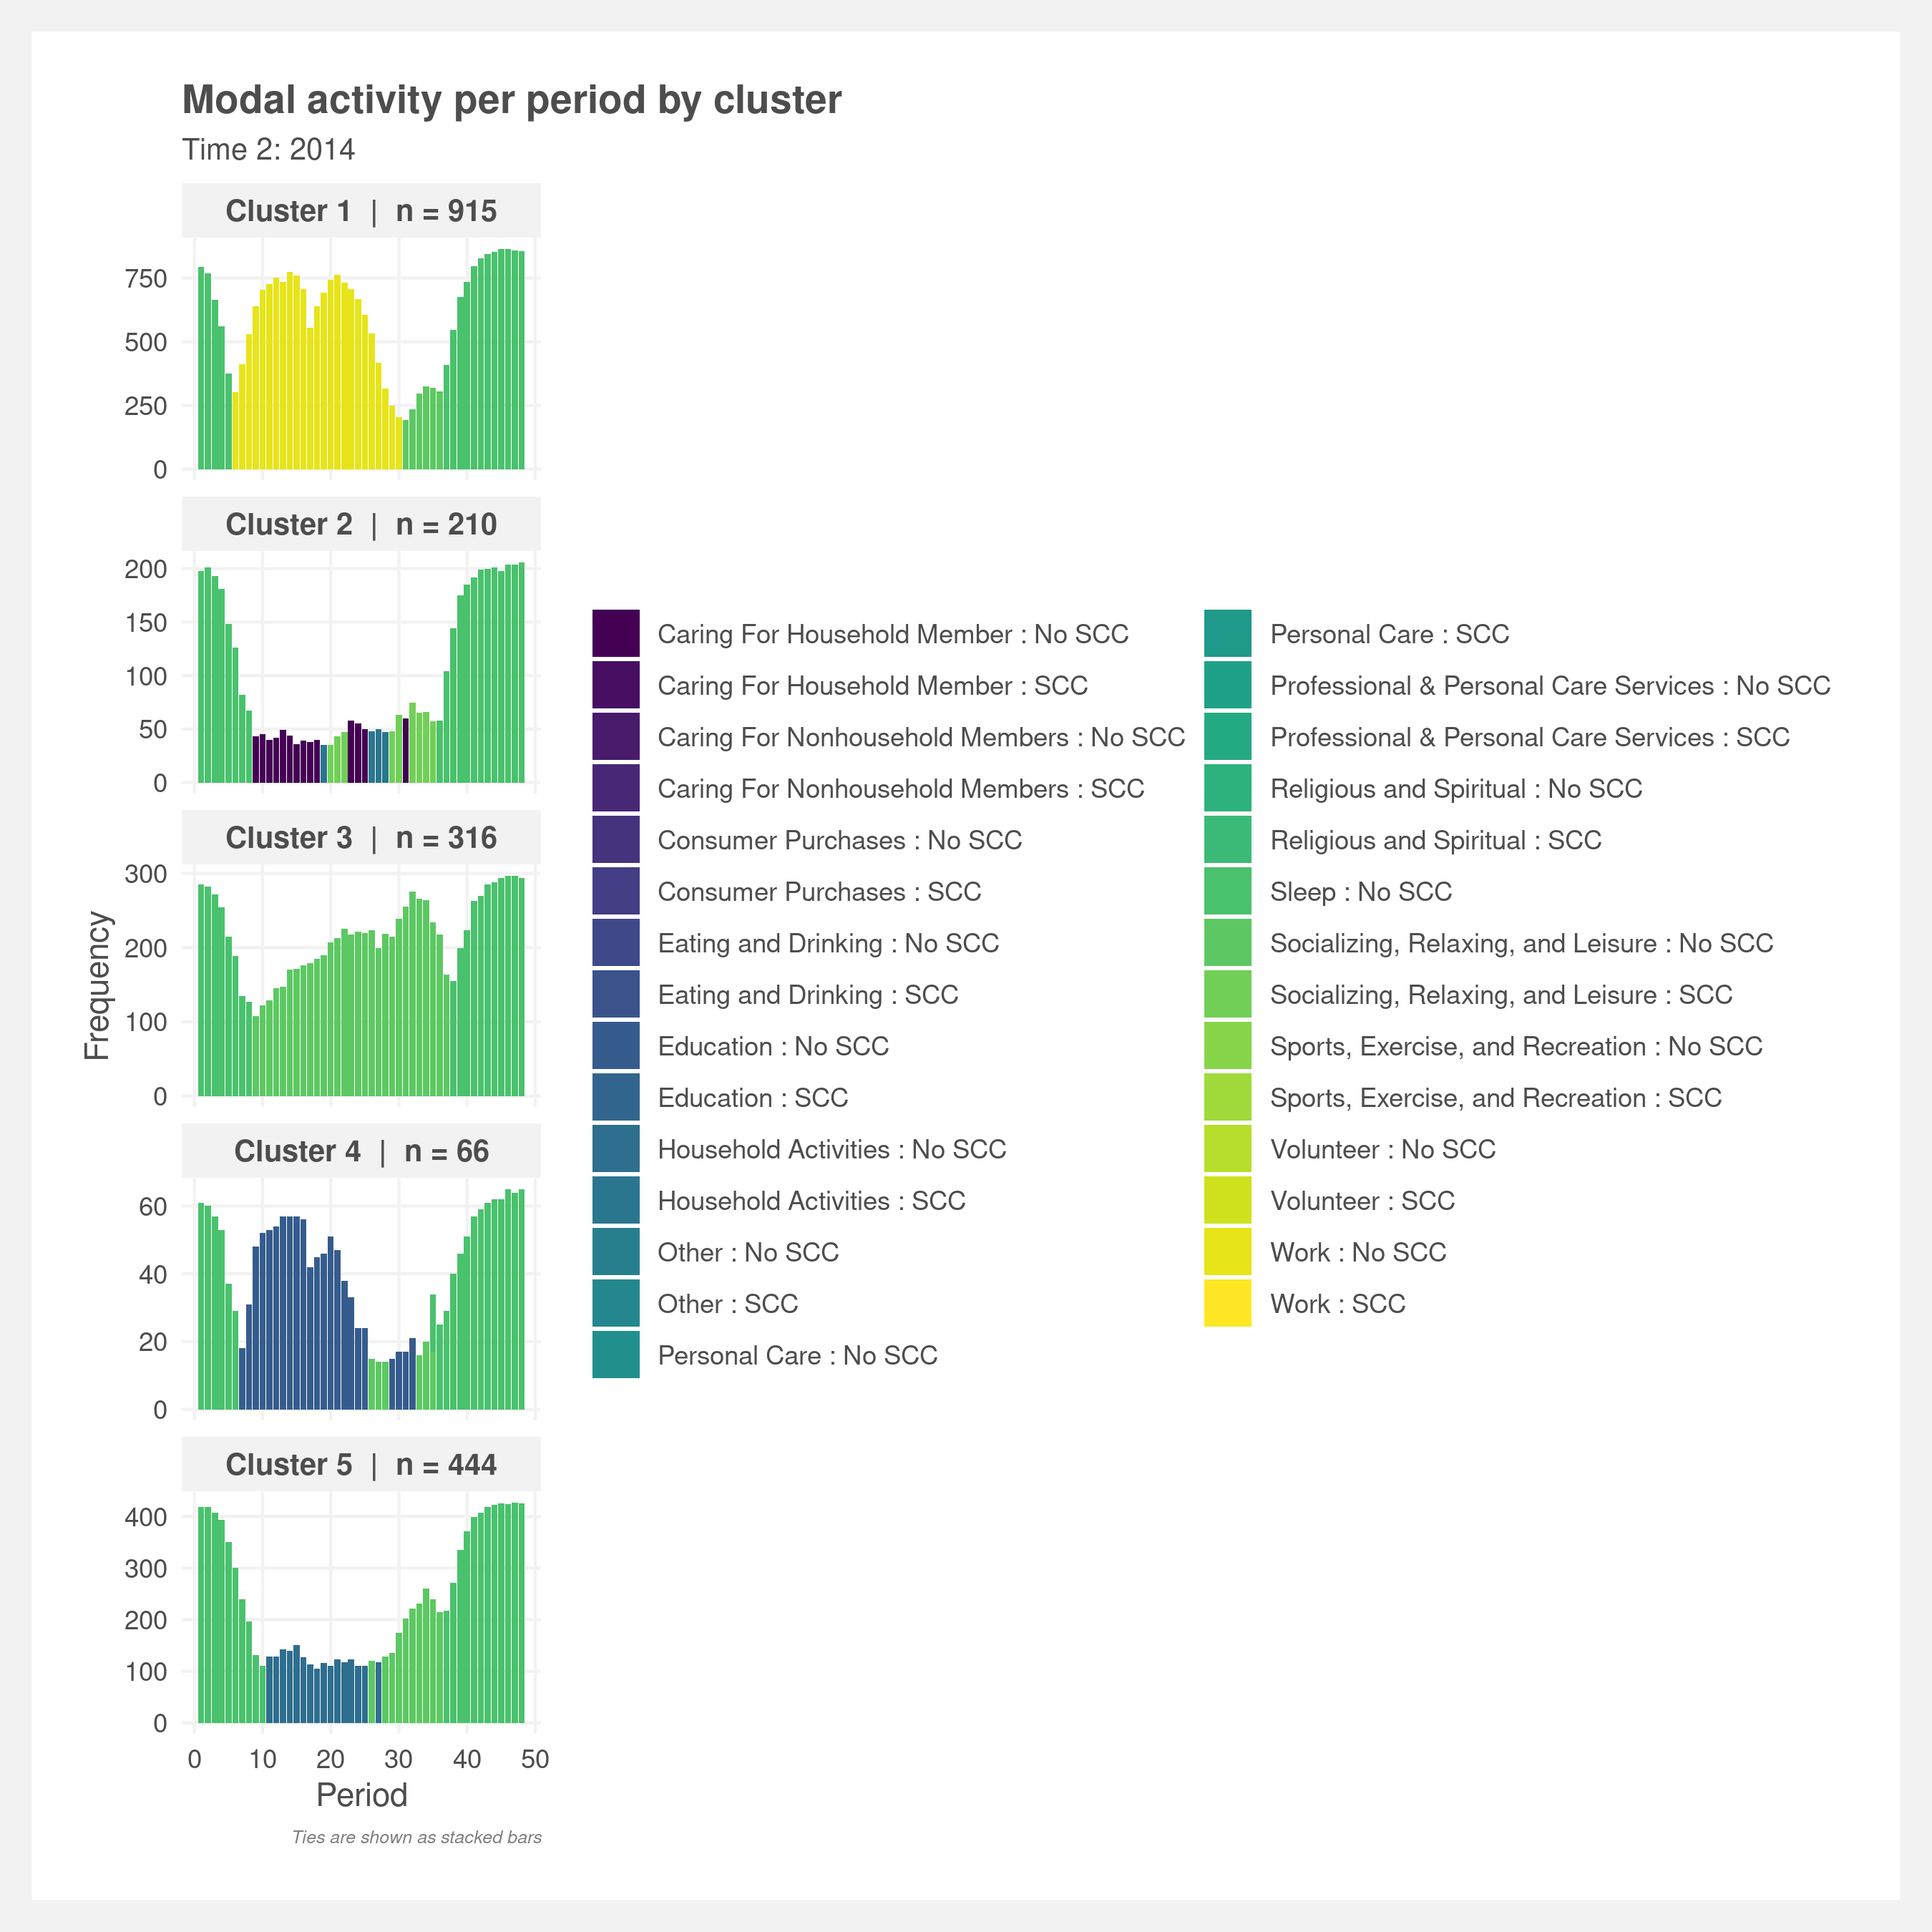 Modal activity per period by cluster
Time 2: 2014
Cluster 1 | n = 915
750
500
250
0
Cluster 2 | n = 210
200
150
100
50
0
Cluster 3 | n = 316
300
200
100
0
Cluster 4 | n = 66
60
40
20
0
Cluster 5 | n = 444
400
300
200
100
0
0 10 20 30 40 50
Period
Frequency
Ties are shown as stacked bars
Caring For Household Member : No SCC
Caring For Household Member : SCC
Caring For Nonhousehold Members : No SCC
Caring For Nonhousehold Members : SCC
Consumer Purchases : No SCC
Consumer Purchases : SCC
Eating and Drinking : No SCC
Eating and Drinking : SCC
Education : No SCC
Education : SCC
Household Activities : No SCC
Household Activities : SCC
Other : No SCC
Other : SCC
Personal Care : No SCC
Personal Care : SCC
Professional & Personal Care Services : No SCC
Professional & Personal Care Services : SCC
Religious and Spiritual : No SCC
Religious and Spiritual : SCC
Sleep : No SCC
Socializing, Relaxing, and Leisure : No SCC
Socializing, Relaxing, and Leisure : SCC
Sports, Exercise, and Recreation : No SCC
Sports, Exercise, and Recreation : SCC
Volunteer : No SCC
Volunteer : SCC
Work : No SCC
Work : SCC